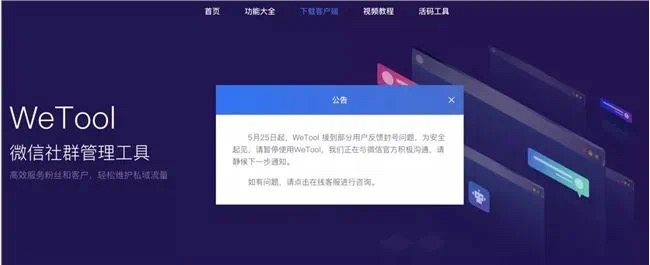 首页 功能大全 下载客户端 视频教程 活码工具
公告
WeTool
微信社群管理工具
高效服务粉丝和客户，轻松维护私域流量
5月25日起，WeTool 接到部分用户反馈封号问题，为安全
起见，请暂停使用WeTool，我们正在与微信官方积极沟通，请
静候下一步通知。
如有问题，请点击在线客服进行咨询。